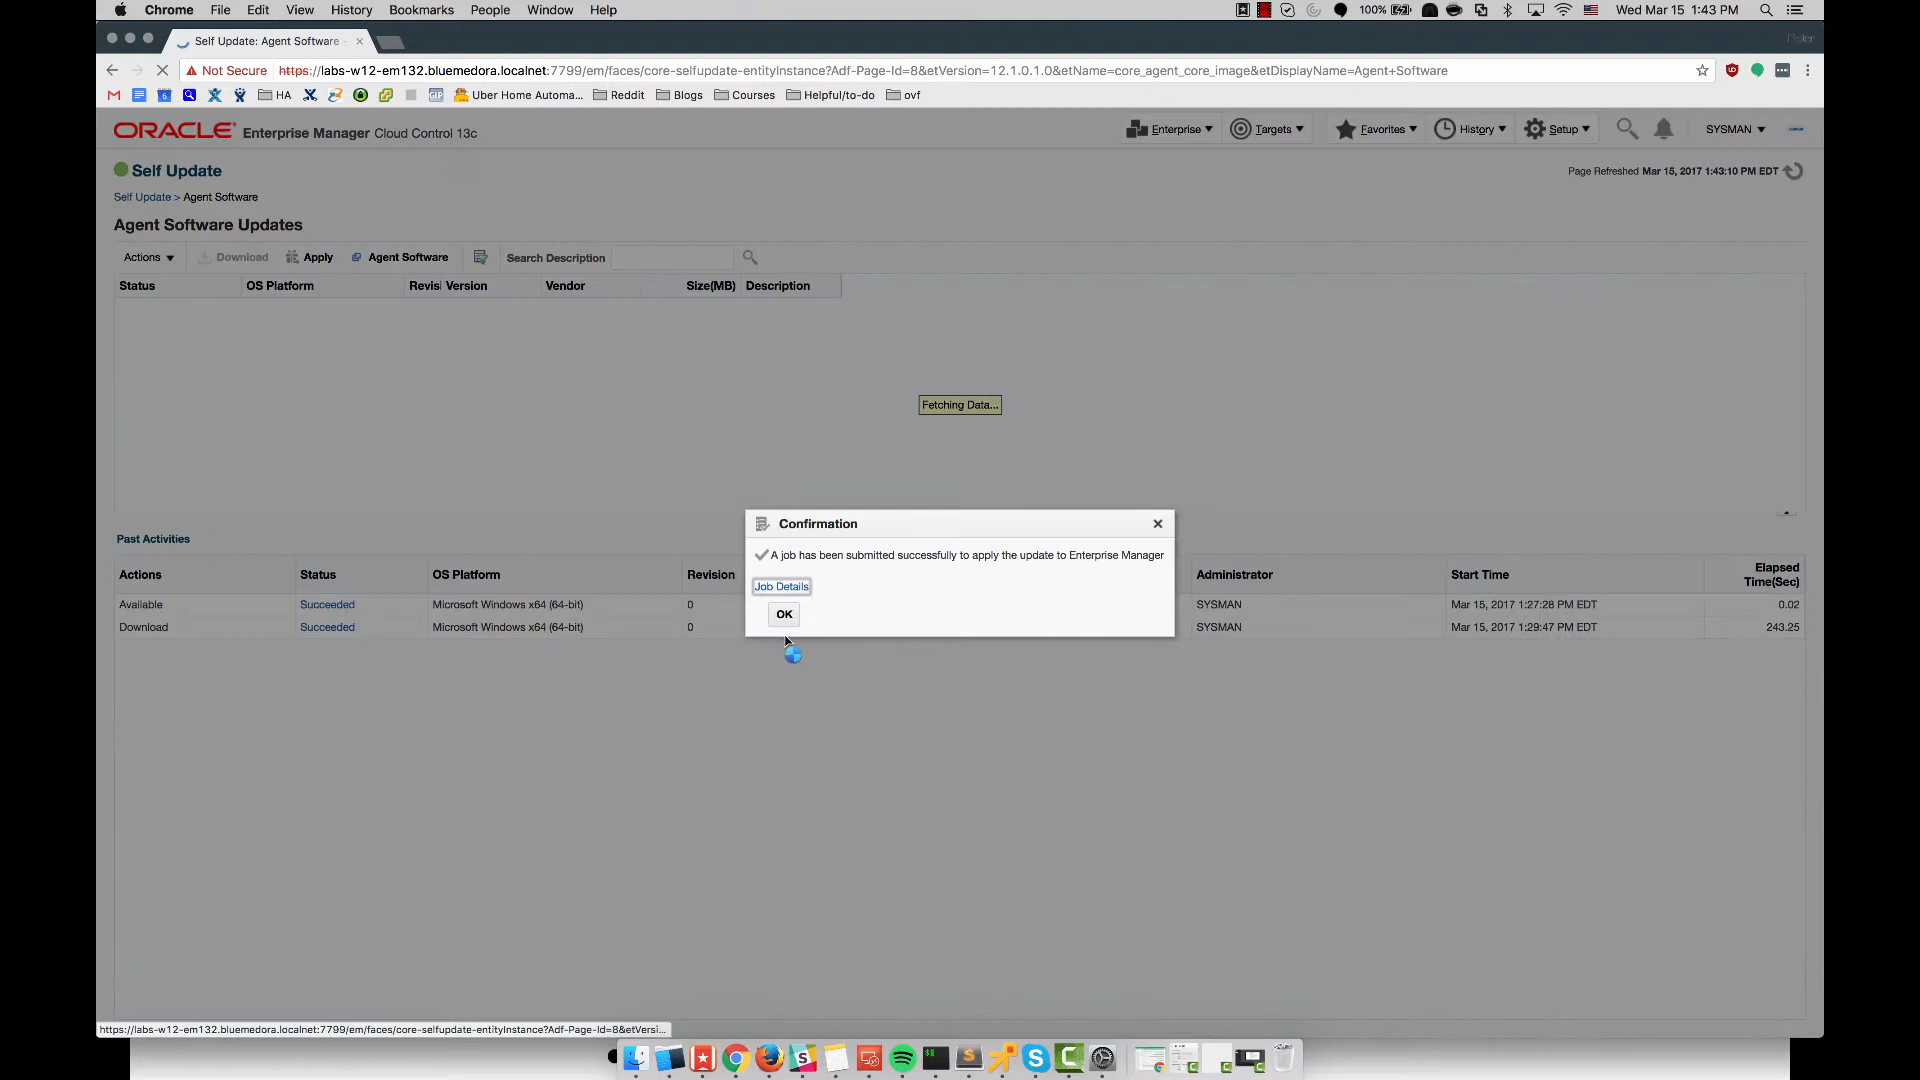 Chrome File Edit View History Bookmarks People Window Help 100% Wed Mar 15 1:43 PM
Self Update: Agent Software
Not Secure https://labs-w12-em132.bluemedora.localnet:7799/em/faces/core-selfupdate-entityInstance?Adf-Page-Id=8&etVersion=12.1.0.1.0&etName=core_agent_core_image&etDisplayName=Agent+Software
HA Uber Home Automa... Reddit Blogs Courses Helpful/to-do ovf
ORACLE Enterprise Manager Cloud Control 13c Enterprise Targets Favorites History Setup SYSMAN
Self Update Page Refreshed Mar 15, 2017 1:43:10 PM EDT
Self Update > Agent Software
Agent Software Updates
Actions Download Apply Agent Software Search Description
Status OS Platform Revisi Version Vendor Size(MB) Description
Fetching Data...
Confirmation
A job has been submitted successfully to apply the update to Enterprise Manager
Job Details
OK
Past Activities
Actions Status OS Platform Revision Administrator Start Time Elapsed Time(Sec)
Available Succeeded Microsoft Windows x64 (64-bit) 0 SYSMAN Mar 15, 2017 1:27:28 PM EDT 0.02
Download Succeeded Microsoft Windows x64 (64-bit) 0 SYSMAN Mar 15, 2017 1:29:47 PM EDT 243.25
https://labs-w12-em132.bluemedora.localnet:7799/em/faces/core-selfupdate-entityInstance?Adf-Page-Id=8&etVersi...